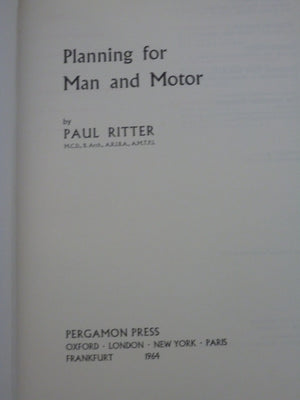 Planning for
Man and Motor
by
PAUL RITTER
M.C.D., B.Arch., A.R.I.B.A., A.M.T.P.I.
PERGAMON PRESS
OXFORD · LONDON · NEW YORK · PARIS
FRANKFURT 1964